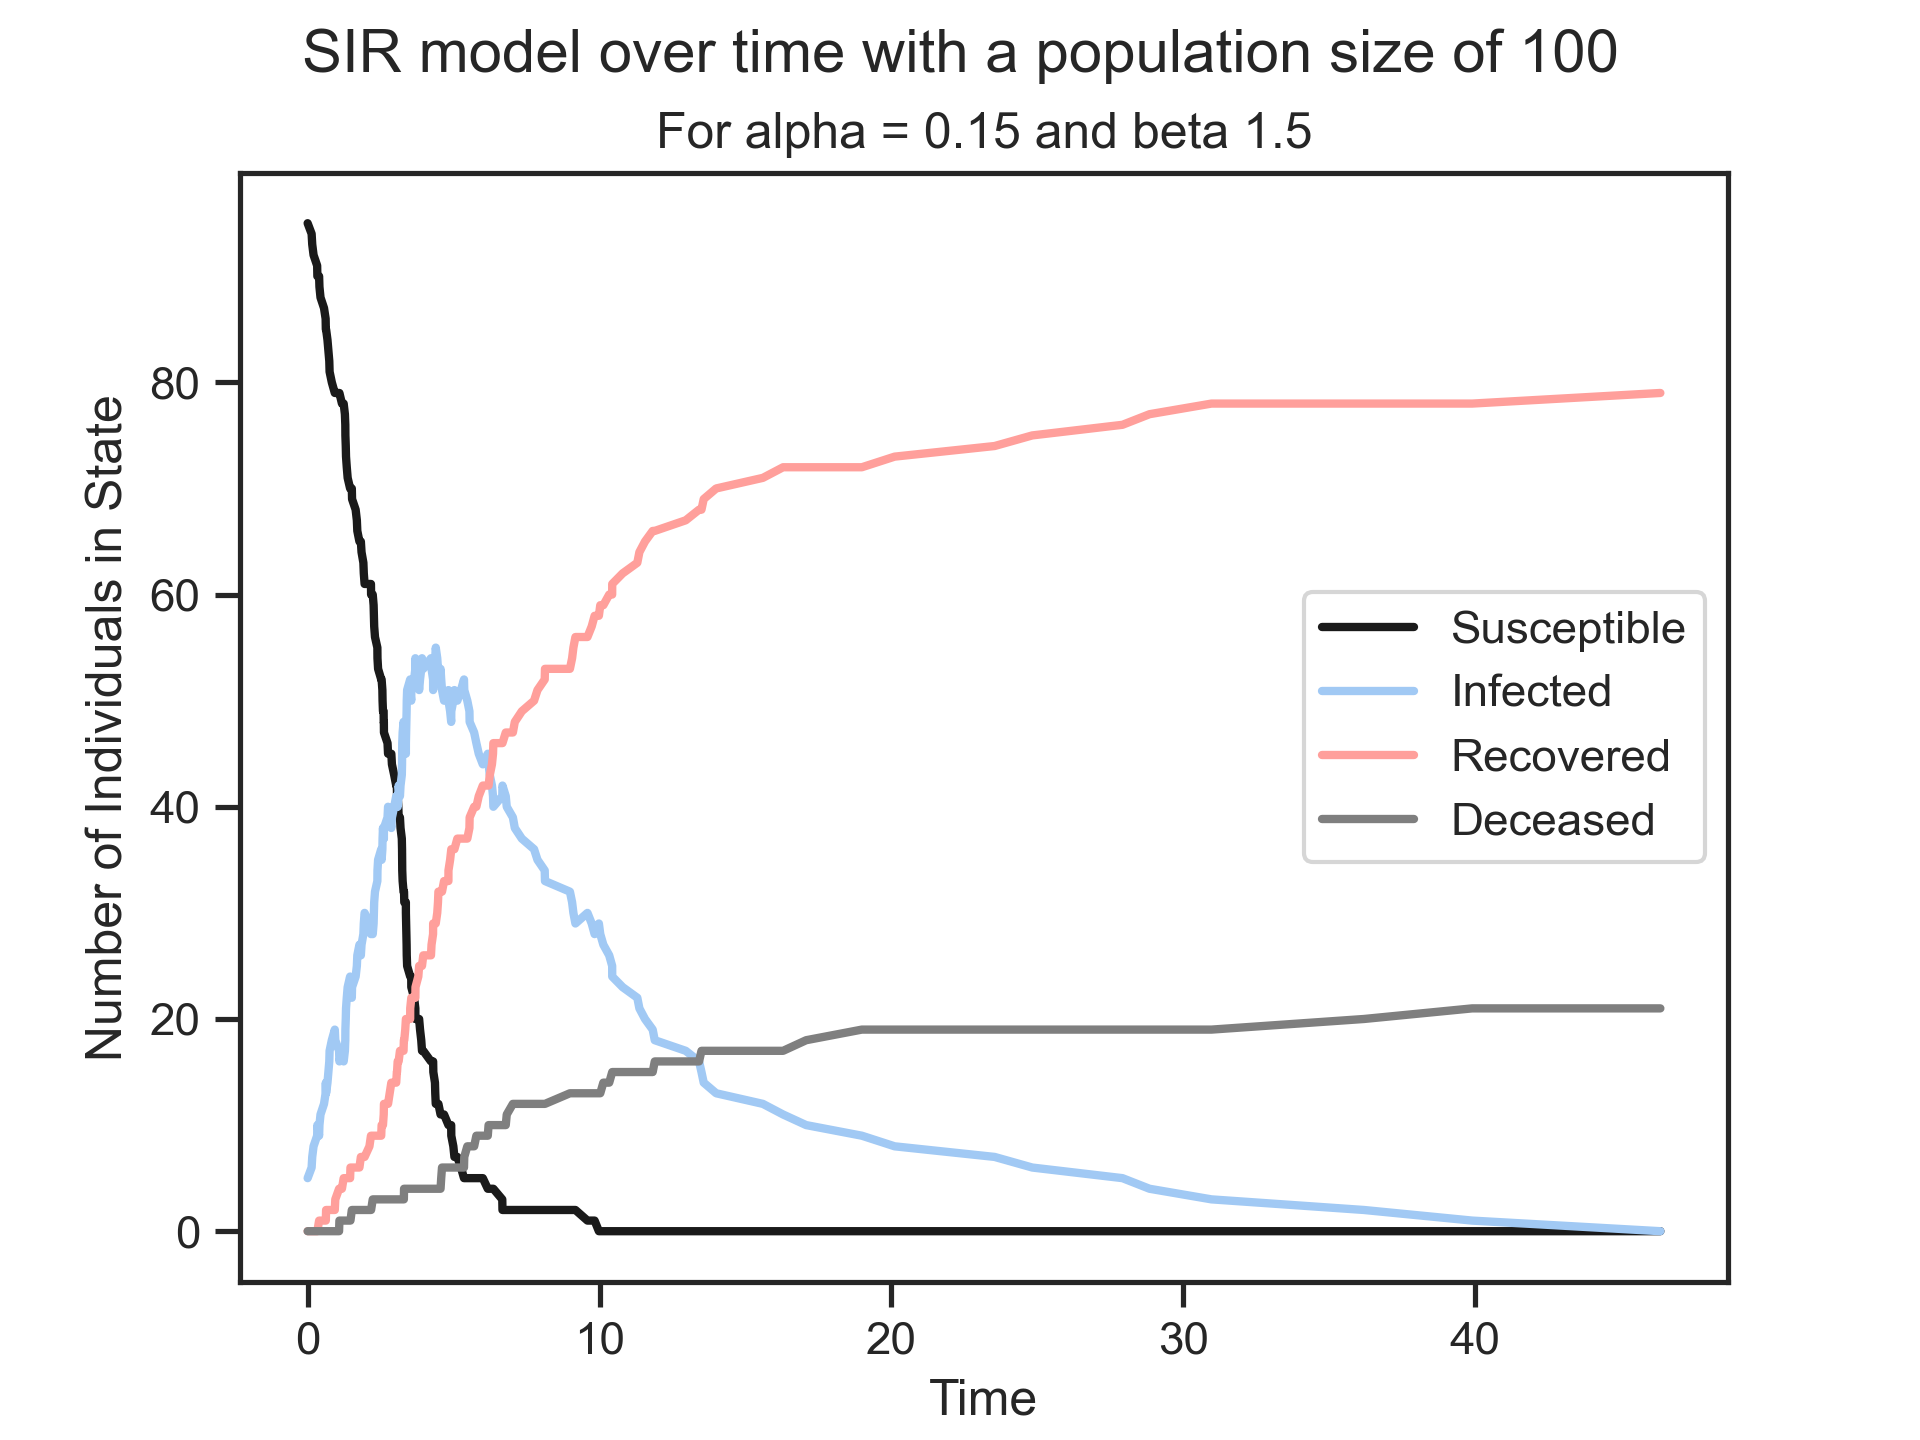 SIR model over time with a population size of 100
For alpha = 0.15 and beta 1.5
Number of Individuals in State
80
60
40
20
0
Susceptible
Infected
Recovered
Deceased
0 10 20 30 40
Time